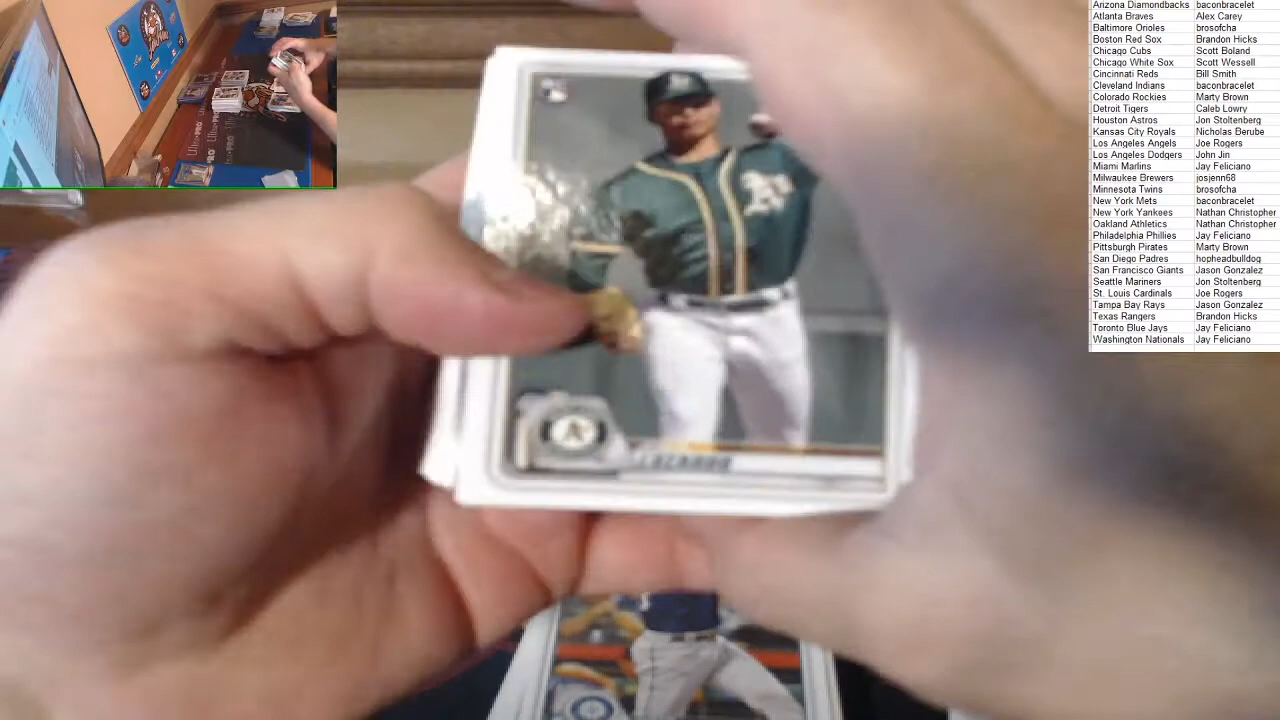 Arizona Diamondbacks baconbracelet
Atlanta Braves Alex Carey
Baltimore Orioles brosofcha
Boston Red Sox Brandon Hicks
Chicago Cubs Scott Boland
Chicago White Sox Scott Wessell
Cincinnati Reds Bill Smith
Cleveland Indians baconbracelet
Colorado Rockies Marty Brown
Detroit Tigers Caleb Lowry
Houston Astros Jon Stoltenberg
Kansas City Royals Nicholas Berube
Los Angeles Angels Joe Rogers
Los Angeles Dodgers John Jin
Miami Marlins Jay Feliciano
Milwaukee Brewers josjenn68
Minnesota Twins brosofcha
New York Mets baconbracelet
New York Yankees Nathan Christopher
Oakland Athletics Nathan Christopher
Philadelphia Phillies Jay Feliciano
Pittsburgh Pirates Marty Brown
San Diego Padres hopheadbulldog
San Francisco Giants Jason Gonzalez
Seattle Mariners Jon Stoltenberg
St. Louis Cardinals Joe Rogers
Tampa Bay Rays Jason Gonzalez
Texas Rangers Brandon Hicks
Toronto Blue Jays Jay Feliciano
Washington Nationals Jay Feliciano
A's
LUZARDO